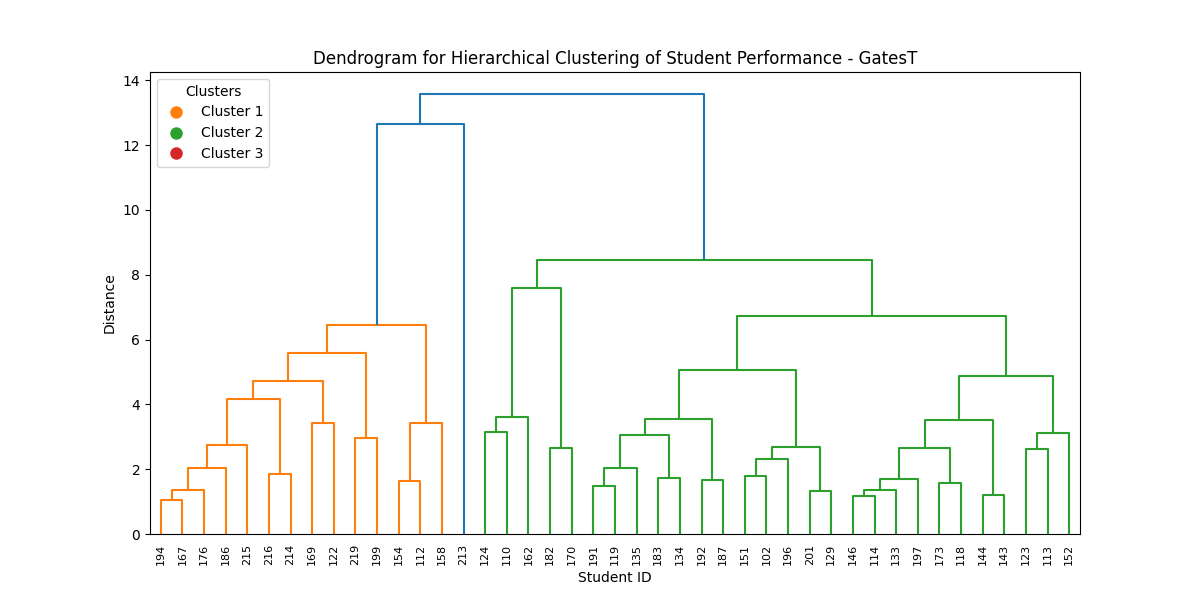 Dendrogram for Hierarchical Clustering of Student Performance - GatesT
Clusters
Cluster 1
Cluster 2
Cluster 3
Distance
14
12
10
8
6
4
2
0
194 167 176 186 215 216 214 169 122 219 199 154 112 158 213 124 110 162 182 170 191 119 135 183 134 192 187 151 102 196 201 129 146 114 133 197 173 118 144 143 123 113 152
Student ID